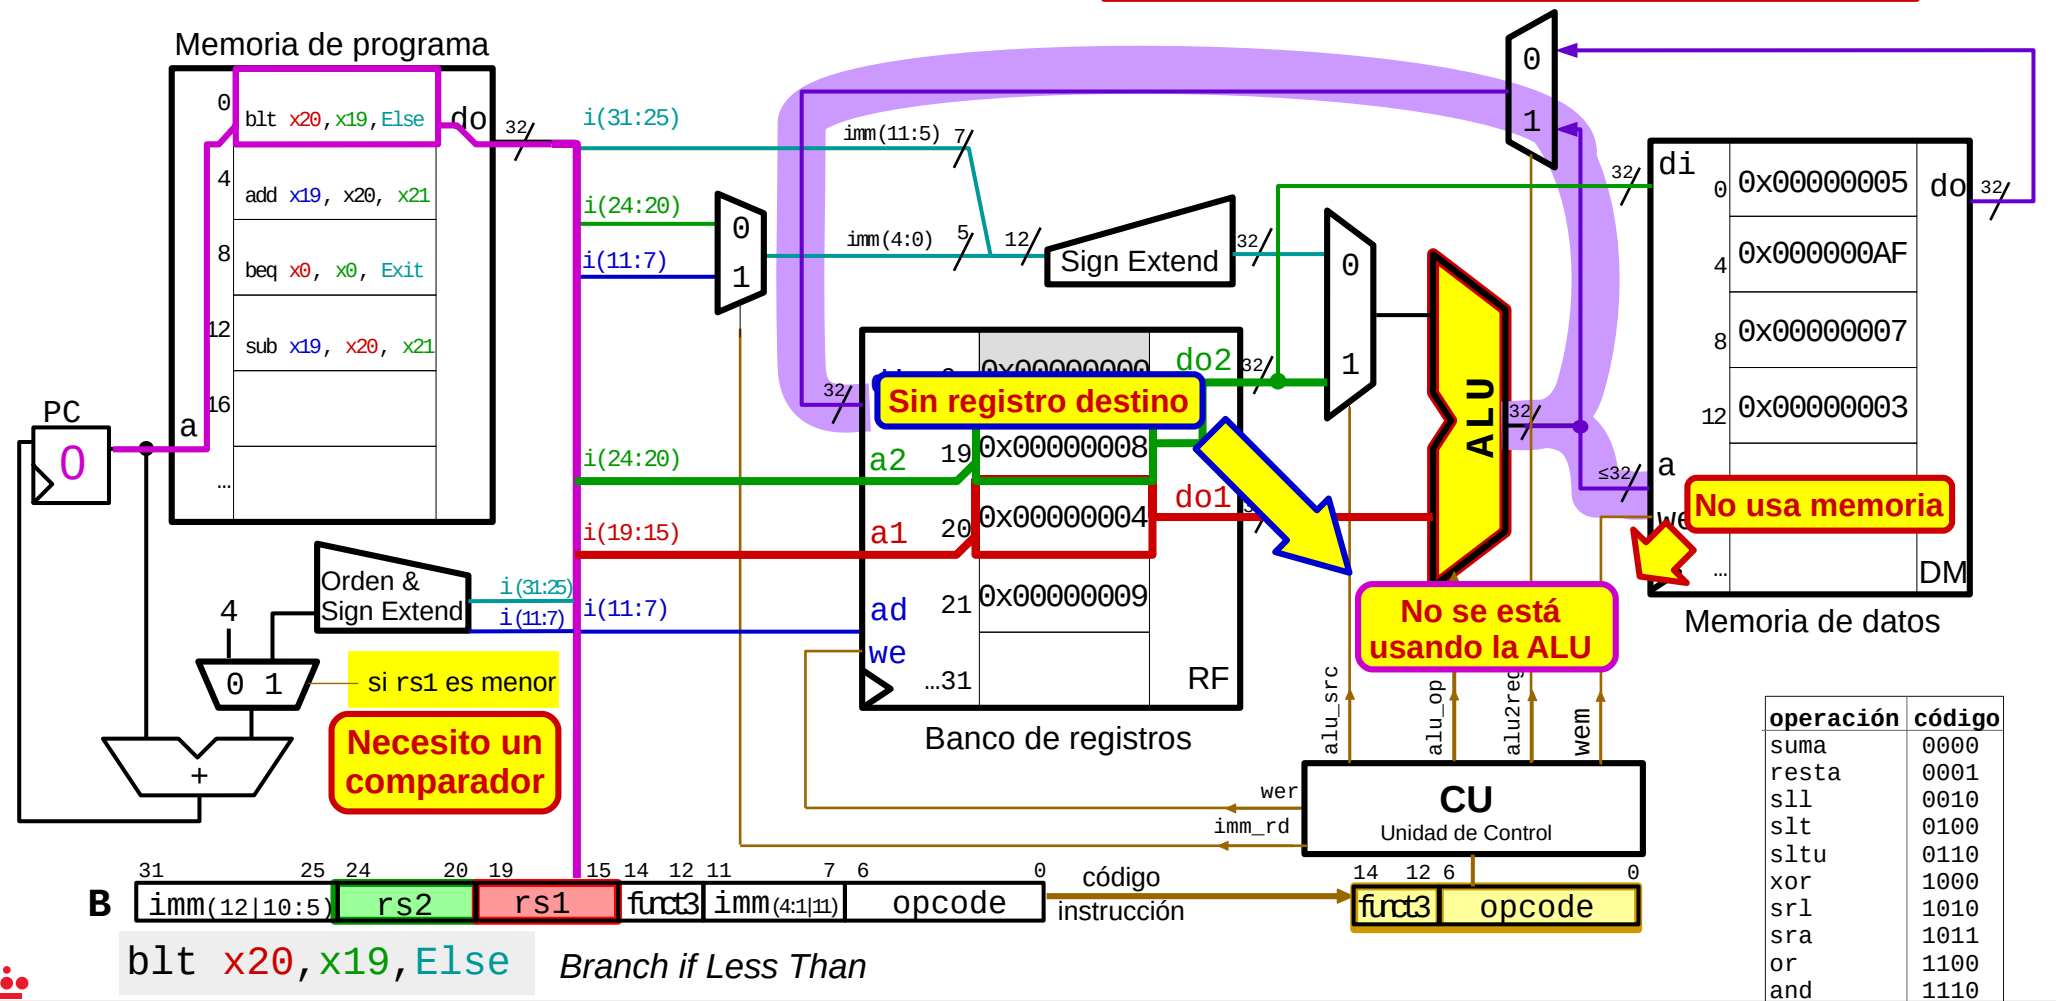 Memoria de programa
0
blt x20,x19,Else
do
32
4
add x19, x20, x21
8
beq x0, x0, Exit
12
sub x19, x20, x21
16
a
...
PC
0
i(31:25)
imm(11:5)
7
i(24:20)
0
1
i(11:7)
imm(4:0)
5
12
Sign Extend
32
0
1
0
1
32
di
0
0x00000005
do
32
4
0x000000AF
8
0x00000007
12
0x00000003
a
≤32
No usa memoria
...
DM
Memoria de datos
32
0x00000000
do2
32
Sin registro destino
i(24:20)
a2
19
0x00000008
i(19:15)
a1
20
0x00000004
do1
i(11:7)
ad
21
0x00000009
we
...31
RF
Banco de registros
ALU
32
No se está
usando la ALU
Orden &
Sign Extend
i(31:25)
i(11:7)
4
0 1
si rs1 es menor
Necesito un
comparador
+
alu_src
alu_op
alu2reg
wem
wer
imm_rd
CU
Unidad de Control
operación código
suma 0000
resta 0001
sll 0010
slt 0100
sltu 0110
xor 1000
srl 1010
sra 1011
or 1100
and 1110
31 25 24 20 19 15 14 12 11 7 6 0
B imm(12|10:5) rs2 rs1 funct3 imm(4:1|11) opcode
código
instrucción
14 12 6 0
funct3 opcode
blt x20,x19,Else
Branch if Less Than